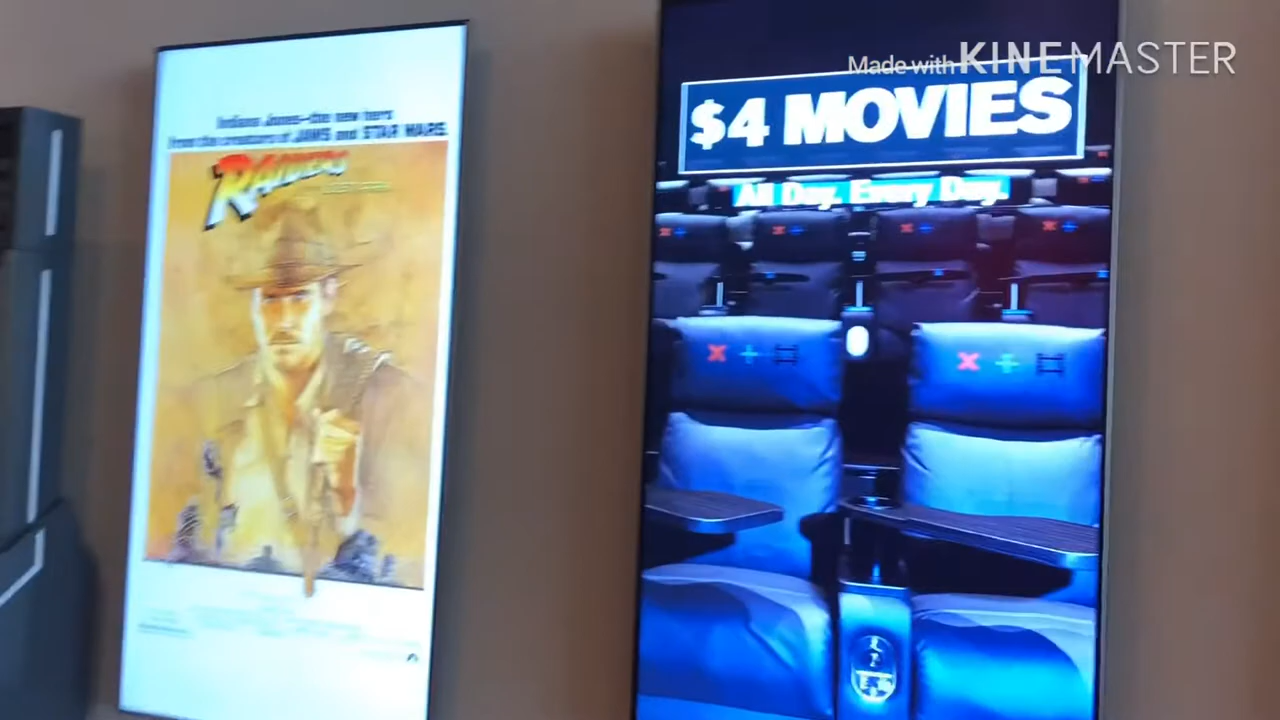 Indiana Jones—the new hero
from the creators of JAWS and STAR WARS.
RAIDERS
Made with KINEMASTER
$4 MOVIES
All Day. Every Day.